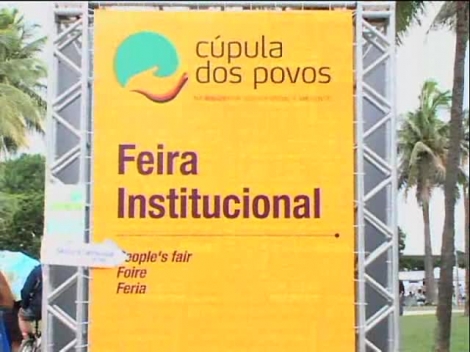 cúpula
dos povos
Feira
Institucional
People's fair
Foire
Feria